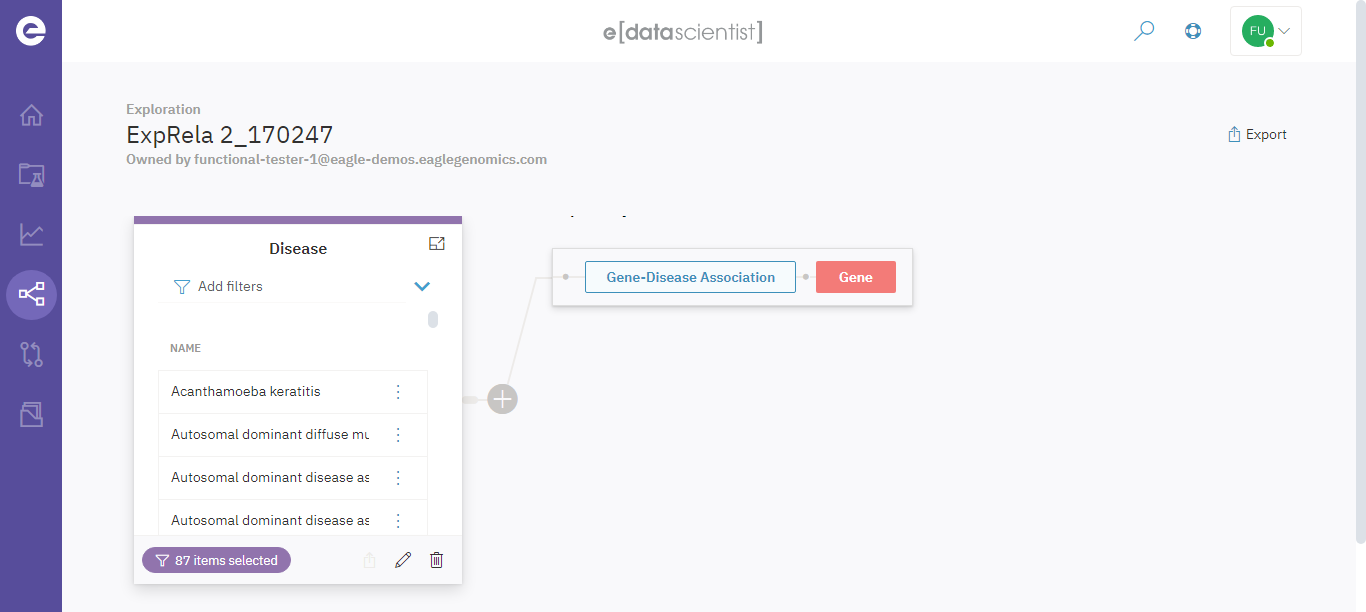 e[datascientist]
FU
Exploration
ExpRela 2_170247
Owned by functional-tester-1@eagle-demos.eaglegenomics.com
Export
Disease
Add filters
NAME
Acanthamoeba keratitis
Autosomal dominant diffuse mu
Autosomal dominant disease as
Autosomal dominant disease as
87 items selected
Gene-Disease Association
Gene